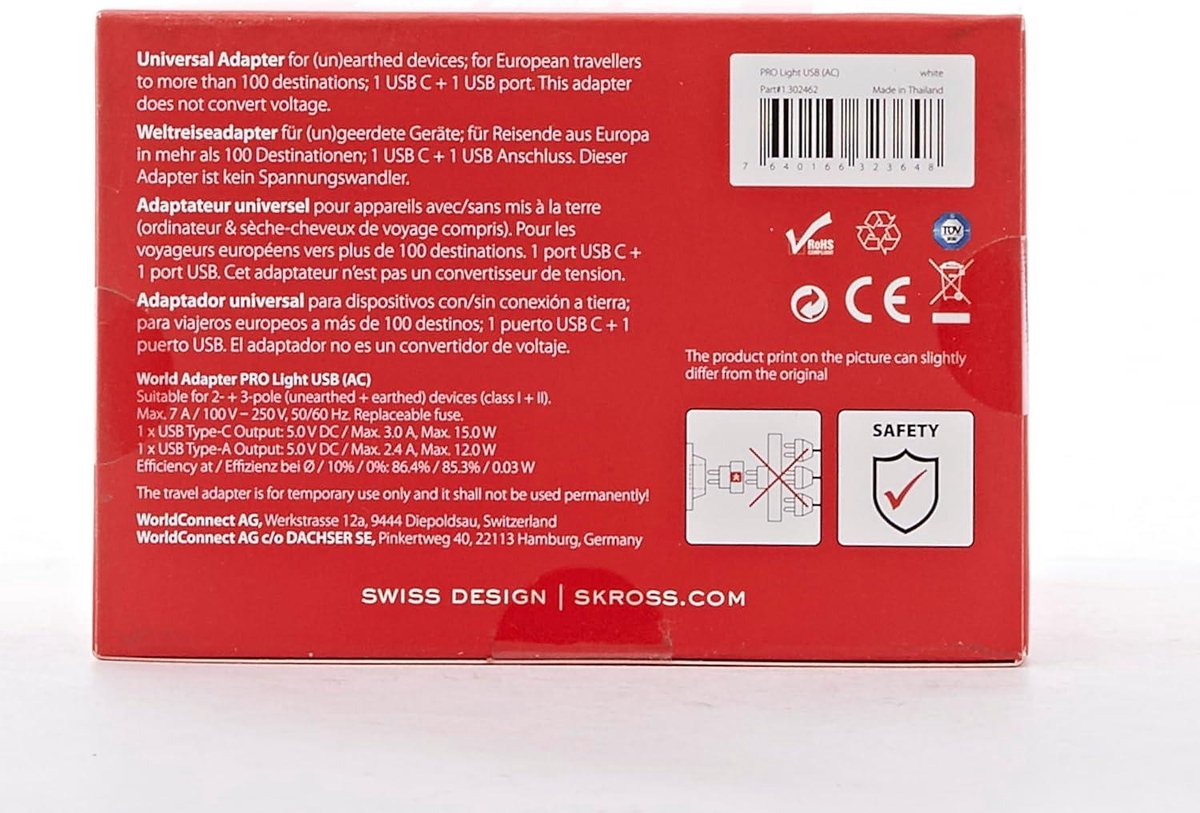 Universal Adapter for (un)earthed devices; for European travellers
to more than 100 destinations; 1 USB C + 1 USB port. This adapter
does not convert voltage.
Weltreiseadapter für (un)geerdete Geräte; für Reisende aus Europa
in mehr als 100 Destinationen; 1 USB C + 1 USB Anschluss. Dieser
Adapter ist kein Spannungswandler.
Adaptateur universel pour appareils avec/sans mis à la terre
(ordinateur & sèche-cheveux de voyage compris). Pour les
voyageurs européens vers plus de 100 destinations. 1 port USB C +
1 port USB. Cet adaptateur n'est pas un convertisseur de tension.
Adaptador universal para dispositivos con/sin conexión a tierra;
para viajeros europeos a más de 100 destinos; 1 puerto USB C + 1
puerto USB. El adaptador no es un convertidor de voltaje.
World Adapter PRO Light USB (AC)
Suitable for 2- + 3-pole (unearthed + earthed) devices (class I + II).
Max. 7 A / 100 V – 250 V, 50/60 Hz. Replaceable fuse.
1 x USB Type-C Output: 5.0 V DC / Max. 3.0 A, Max. 15.0 W
1 x USB Type-A Output: 5.0 V DC / Max. 2.4 A, Max. 12.0 W
Efficiency at / Effizienz bei Ø / 10% / 0%: 86.4% / 85.3% / 0.03 W
The travel adapter is for temporary use only and it shall not be used permanently!
WorldConnect AG, Werkstrasse 12a, 9444 Diepoldsau, Switzerland
WorldConnect AG c/o DACHSER SE, Pinkertweg 40, 22113 Hamburg, Germany
PRO Light USB (AC) white
Part#1.302462 Made in Thailand
7 640166 323648
RoHS
COMPLIANT
TÜV
CE
The product print on the picture can slightly
differ from the original
SAFETY
SWISS DESIGN | SKROSS.COM